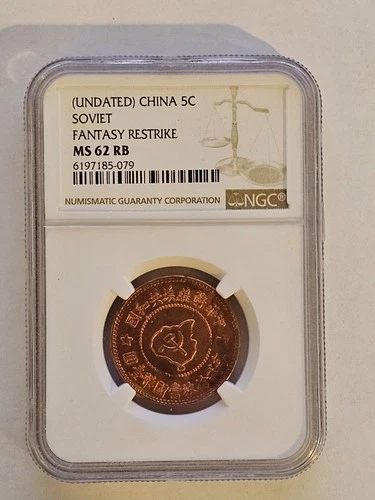 (UNDATED) CHINA 5C
SOVIET
FANTASY RESTRIKE
MS 62 RB
6197185-079
NUMISMATIC GUARANTY CORPORATION
NGC®